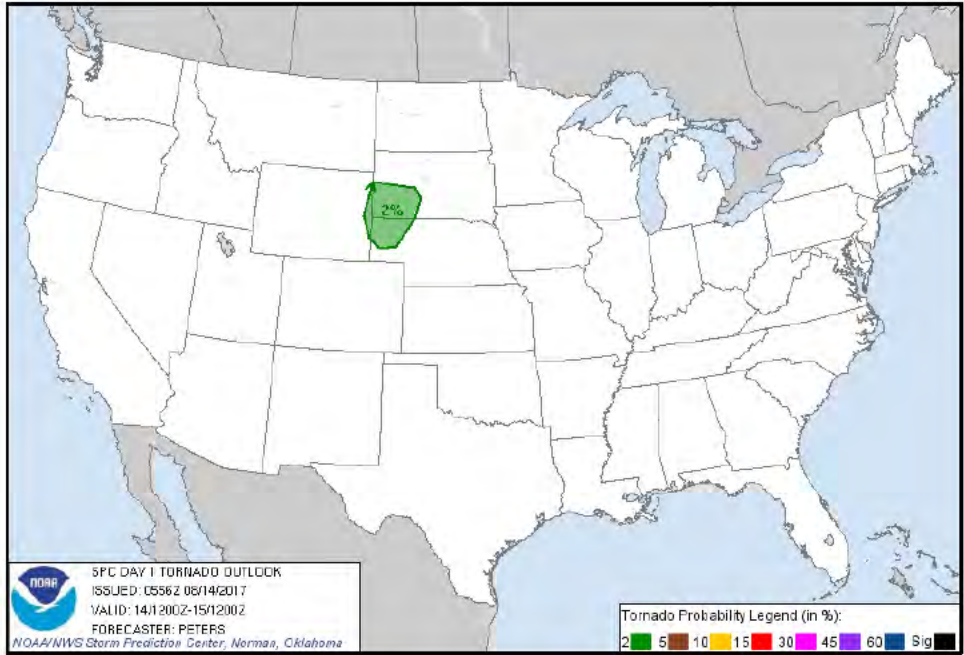 2%
NOAA
SPC DAY 1 TORNADO OUTLOOK
ISSUED: 0556Z 08/14/2017
VALID: 14/1200Z-15/1200Z
FORECASTER: PETERS
NOAA/NWS Storm Prediction Center, Norman, Oklahoma
Tornado Probability Legend (in %):
2 5 10 15 30 45 60 Sig